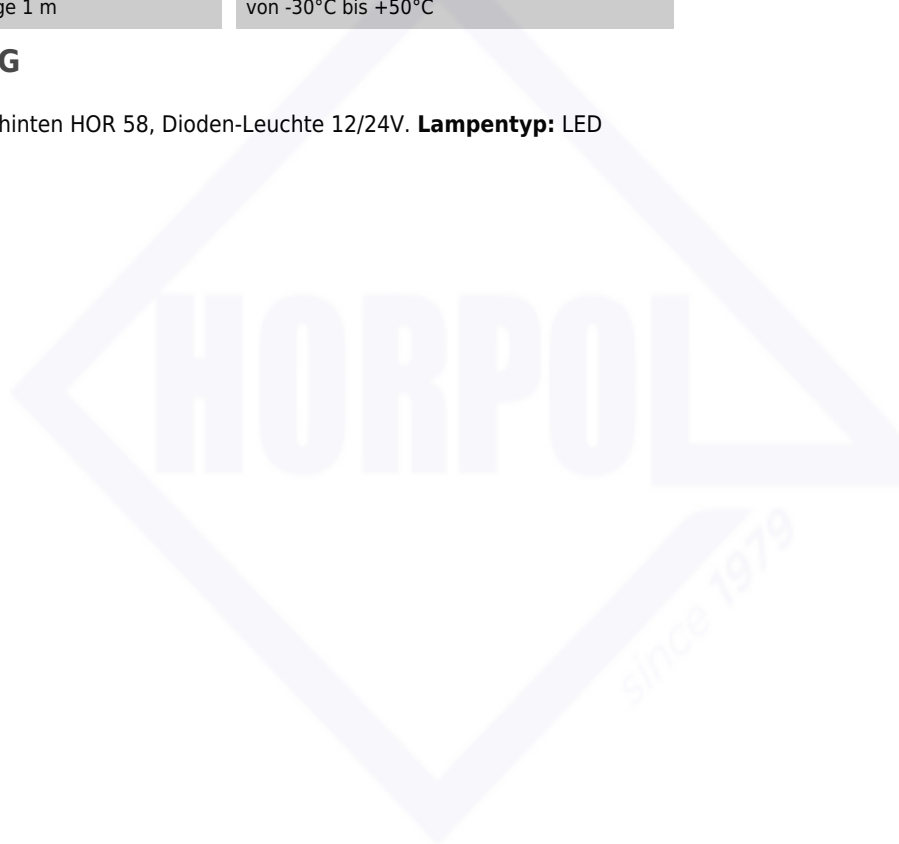 ge 1 m von -30°C bis +50°C
G
hinten HOR 58, Dioden-Leuchte 12/24V. Lampentyp: LED
HORPOL
since 1979